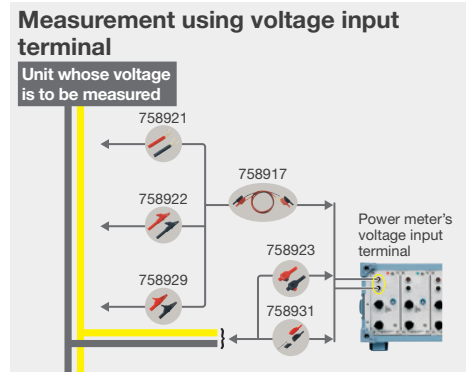 Measurement using voltage input
terminal
Unit whose voltage
is to be measured
758921
758917
758922
Power meter's
voltage input
terminal
758923
758929
758931